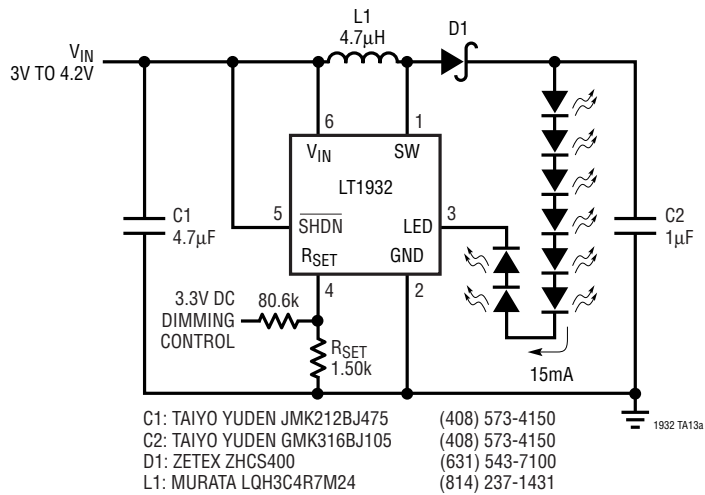 L1
4.7µH
D1
VIN
3V TO 4.2V
6
1
VIN
SW
LT1932
C1
4.7µF
5
SHDN
LED
3
C2
1µF
RSET
GND
4
2
3.3V DC
DIMMING
CONTROL
80.6k
RSET
1.50k
15mA
C1: TAIYO YUDEN JMK212BJ475 (408) 573-4150
C2: TAIYO YUDEN GMK316BJ105 (408) 573-4150
D1: ZETEX ZHCS400 (631) 543-7100
L1: MURATA LQH3C4R7M24 (814) 237-1431
1932 TA13a